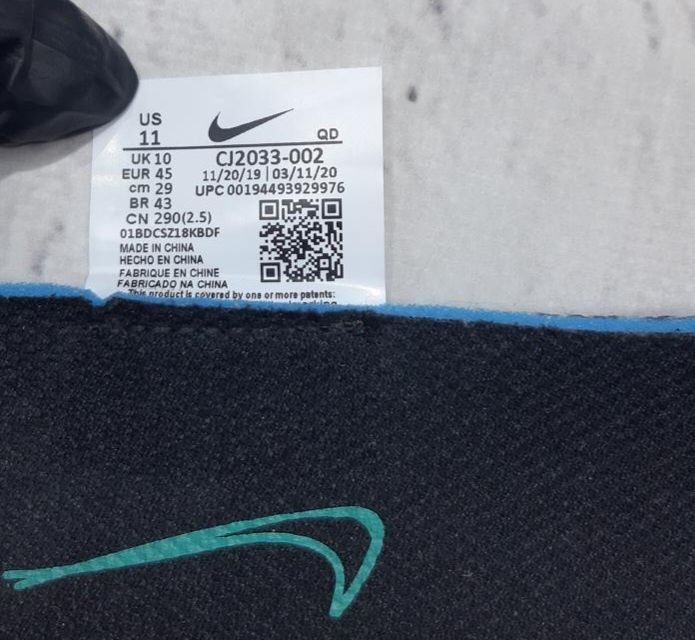 US
11
QD
UK 10
CJ2033-002
EUR 45
11/20/19 | 03/11/20
cm 29
UPC 00194493929976
BR 43
CN 290(2.5)
01BDCSZ18KBDF
MADE IN CHINA
HECHO EN CHINA
FABRIQUE EN CHINE
FABRICADO NA CHINA
This product is covered by one or more patents: